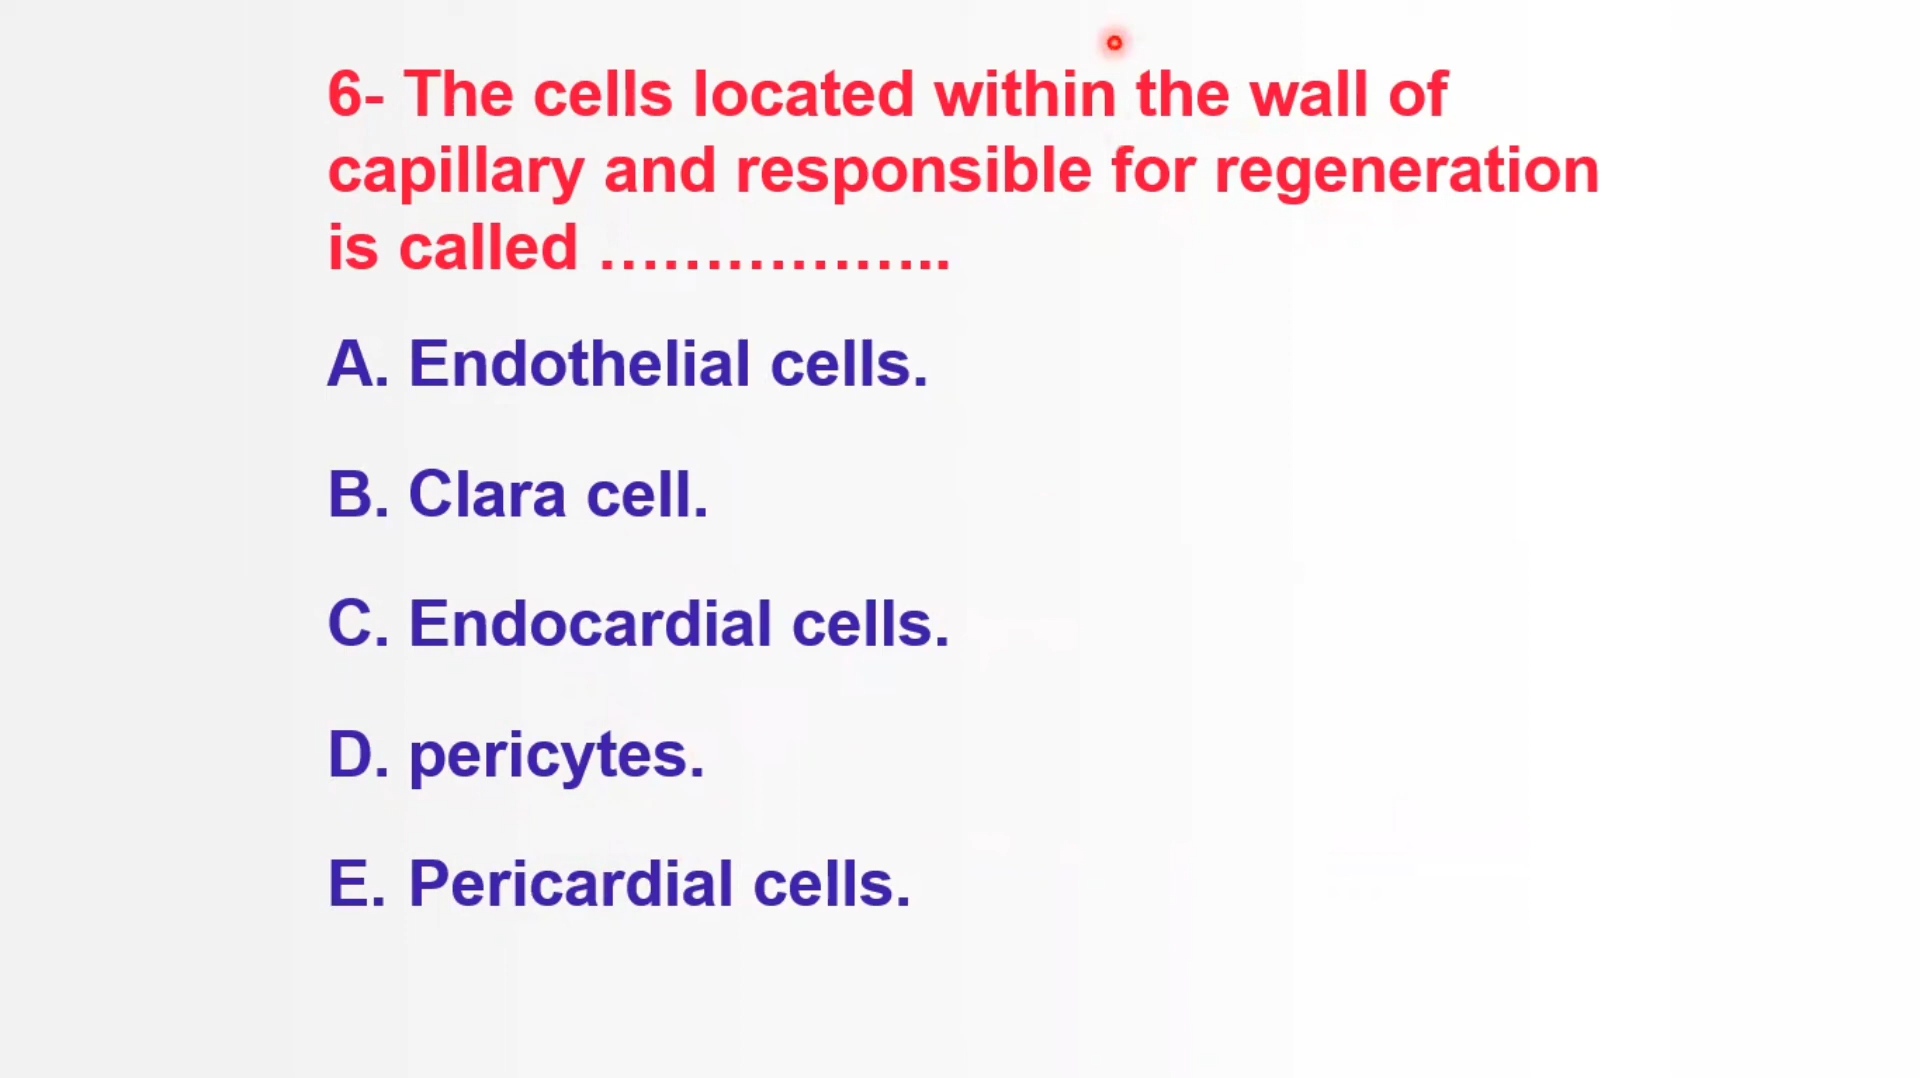 6- The cells located within the wall of
capillary and responsible for regeneration
is called ……………..
A. Endothelial cells.
B. Clara cell.
C. Endocardial cells.
D. pericytes.
E. Pericardial cells.